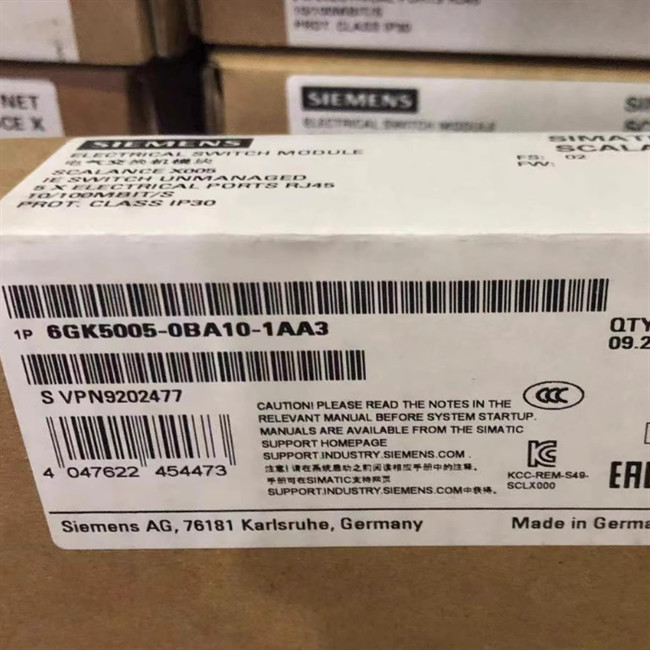 10/100MBIT/S
PROT. CLASS IP30
NET
CE X
SIEMENS
ELECTRICAL SWITCH MODULE
SIEMENS
ELECTRICAL SWITCH MODULE
电气交换机模块
SCALANCE X005
IE SWITCH UNMANAGED
5 X ELECTRICAL PORTS RJ45
10/100MBIT/S
PROT. CLASS IP30
SIMAT
SCALA
FS: 02
FW:
1P 6GK5005-0BA10-1AA3
QTY
09.2
S VPN9202477
4 047622 454473
CAUTION! PLEASE READ THE NOTES IN THE
RELEVANT MANUAL BEFORE SYSTEM STARTUP.
MANUALS ARE AVAILABLE FROM THE SIMATIC
SUPPORT HOMEPAGE
SUPPORT.INDUSTRY.SIEMENS.COM .
注意! 请在系统启动之前阅读相应手册中的注释。
手册可在SIMATIC支持网页
SUPPORT.INDUSTRY.SIEMENS.COM中获得。
CCC
KCC-REM-S49-
SCLX000
EAC
Siemens AG, 76181 Karlsruhe, Germany
Made in Germa